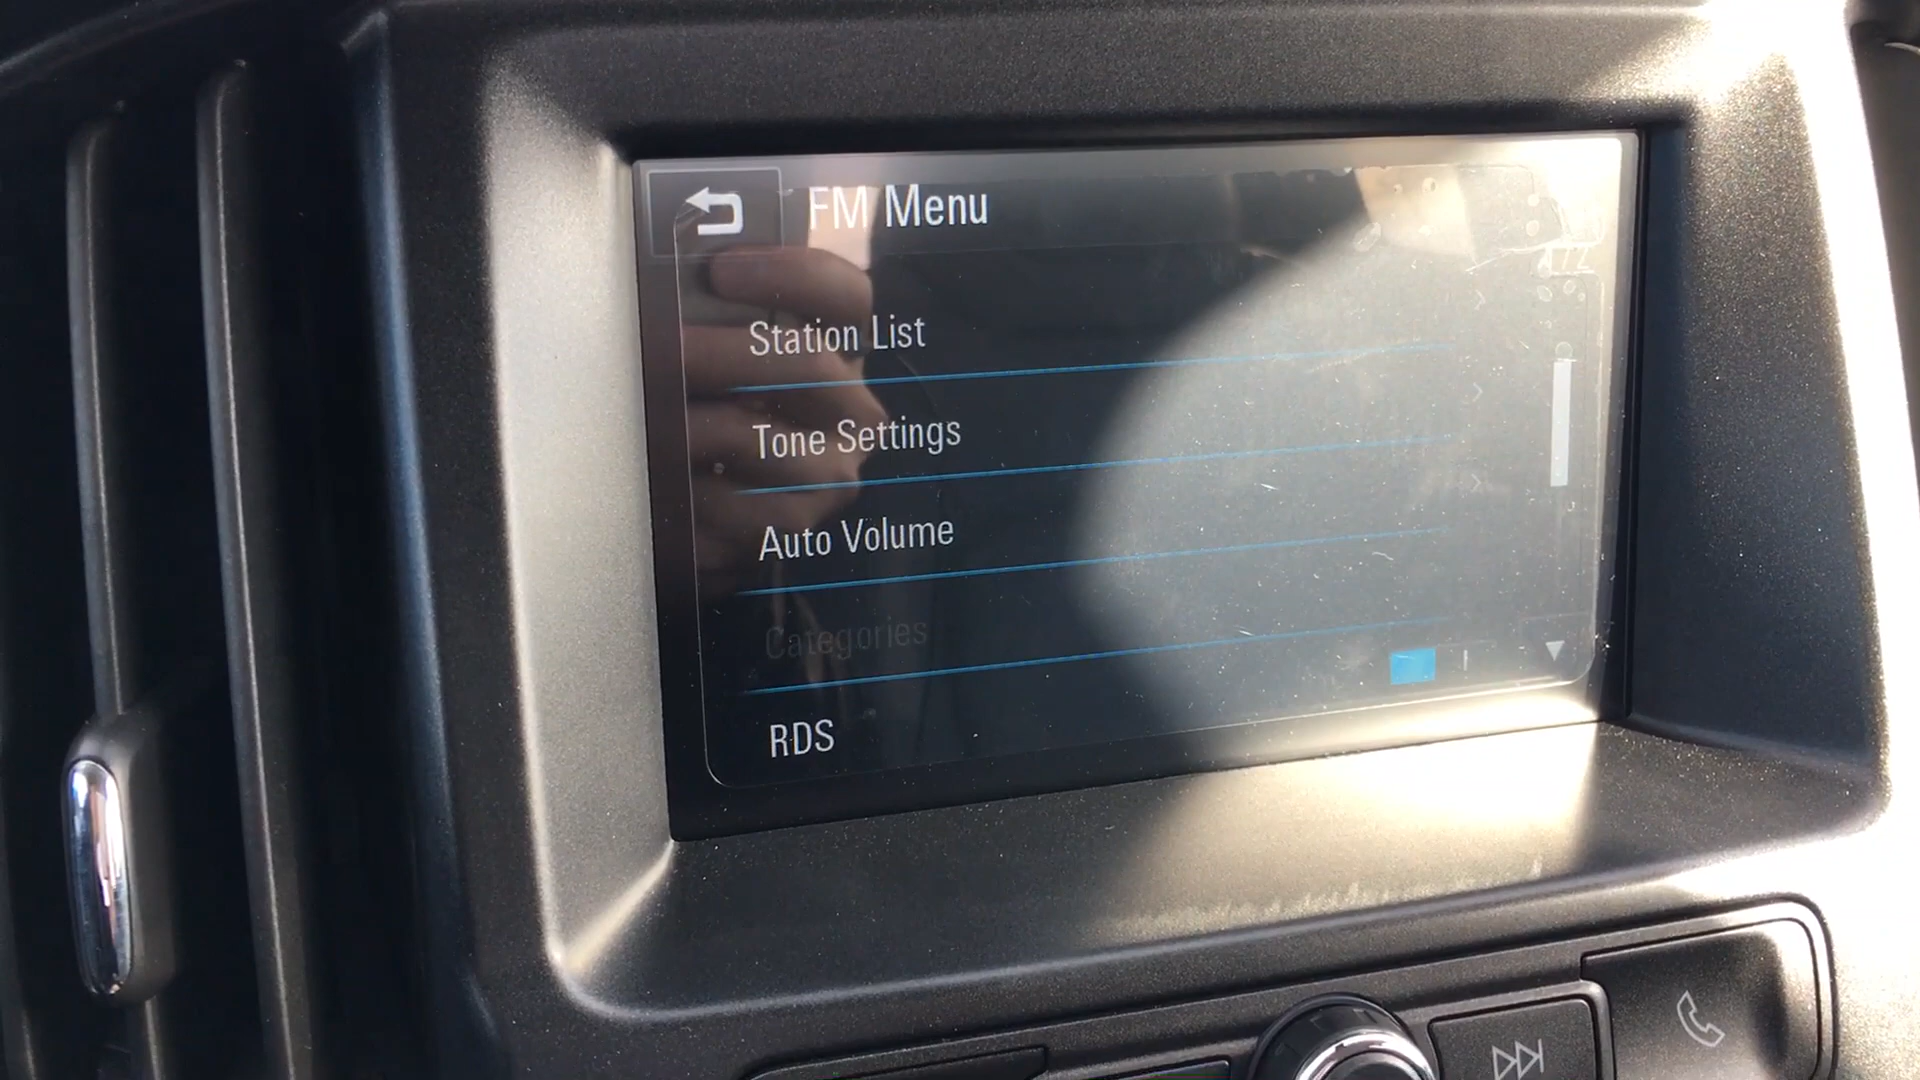 FM Menu
Station List
Tone Settings
Auto Volume
Categories
RDS